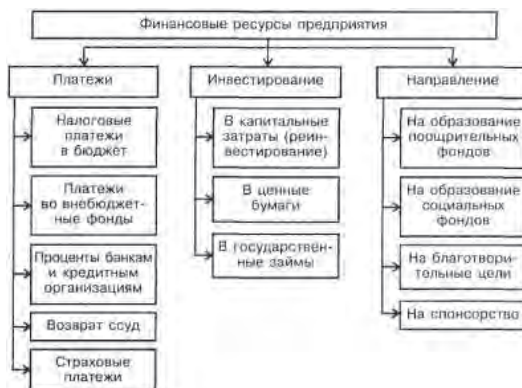 Финансовые ресурсы предприятия
Платежи
Налоговые
платежи
в бюджет
Платежи
во внебюджет-
ные фонды
Проценты банкам
и кредитным
организациям
Возврат ссуд
Страховые
платежи
Инвестирование
В капитальные
затраты (реин-
вестирование)
В ценные
бумаги
В государствен-
ные займы
Направление
На образование
поощрительных
фондов
На образование
социальных
фондов
На благотвори-
тельные цели
На спонсорство